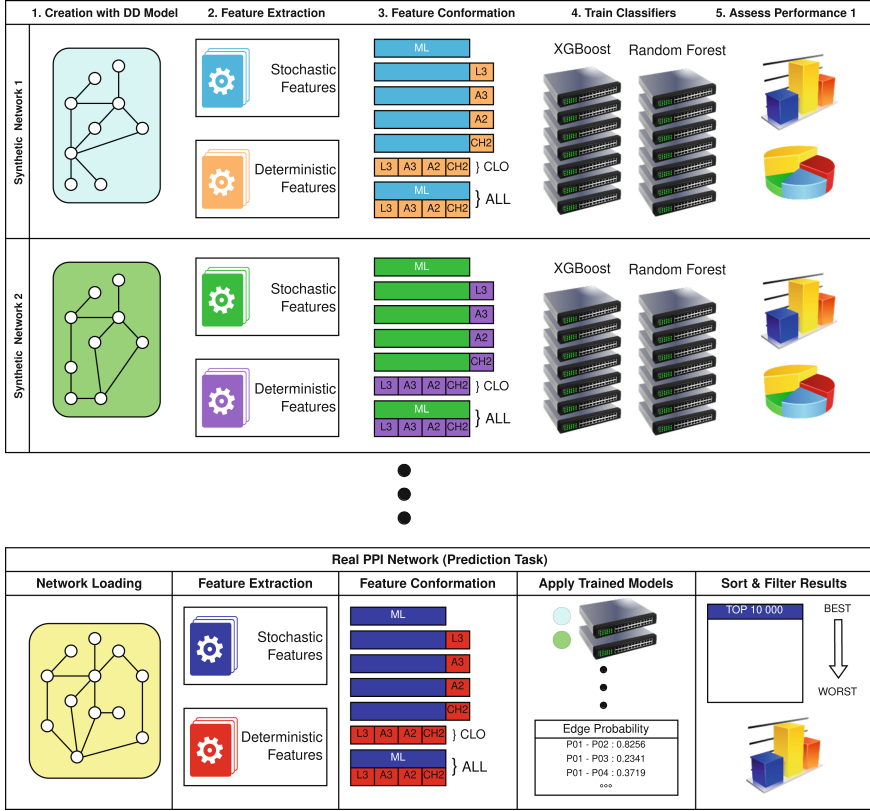 1. Creation with DD Model 2. Feature Extraction 3. Feature Conformation 4. Train Classifiers 5. Assess Performance 1
Synthetic Network 1
Stochastic
Features
Deterministic
Features
ML
L3
A3
A2
CH2
L3 A3 A2 CH2 } CLO
ML
L3 A3 A2 CH2 } ALL
XGBoost Random Forest
Synthetic Network 2
Stochastic
Features
Deterministic
Features
ML
L3
A3
A2
CH2
L3 A3 A2 CH2 } CLO
ML
L3 A3 A2 CH2 } ALL
XGBoost Random Forest
Real PPI Network (Prediction Task)
Network Loading Feature Extraction Feature Conformation Apply Trained Models Sort & Filter Results
Stochastic
Features
Deterministic
Features
ML
L3
A3
A2
CH2
L3 A3 A2 CH2 } CLO
ML
L3 A3 A2 CH2 } ALL
Edge Probability
P01 - P02 : 0.8256
P01 - P03 : 0.2341
P01 - P04 : 0.3719
°°°
TOP 10 000
BEST
WORST